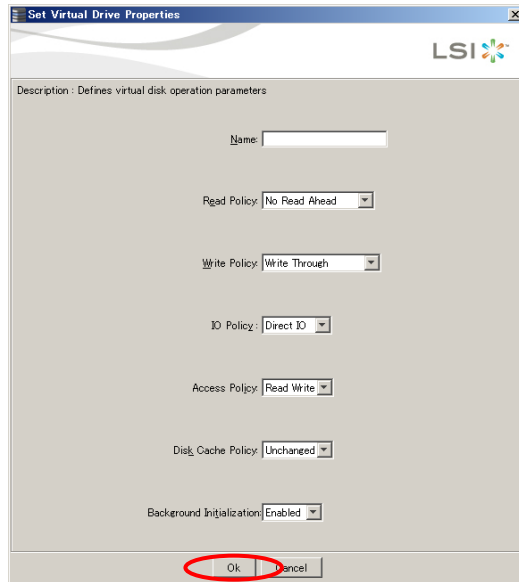 Set Virtual Drive Properties
LSI
Description : Defines virtual disk operation parameters
Name:
Read Policy: No Read Ahead
Write Policy: Write Through
IO Policy : Direct IO
Access Policy: Read Write
Disk Cache Policy: Unchanged
Background Initialization: Enabled
Ok Cancel